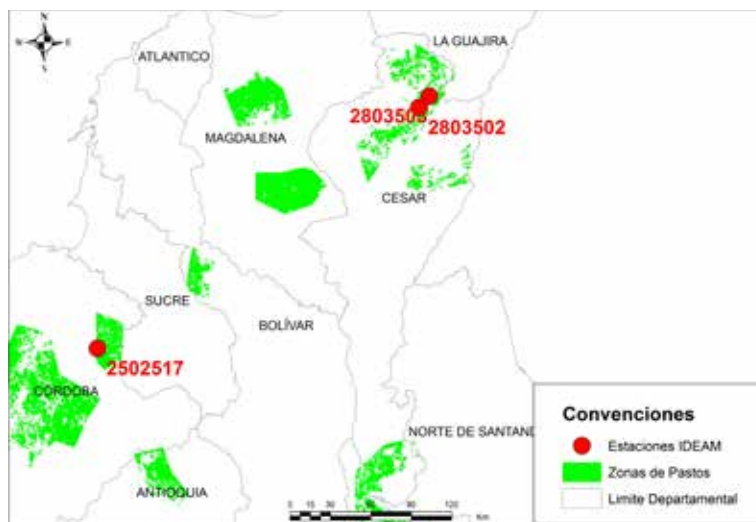 N
W E
S
ATLANTICO
LA GUAJIRA
MAGDALENA
2803503
2803502
CESAR
SUCRE
BOLÍVAR
2502517
CORDOBA
NORTE DE SANTAND
ANTIOQUIA
0 15 30 60 90 120
Km
Convenciones
Estaciones IDEAM
Zonas de Pastos
Limite Departamental